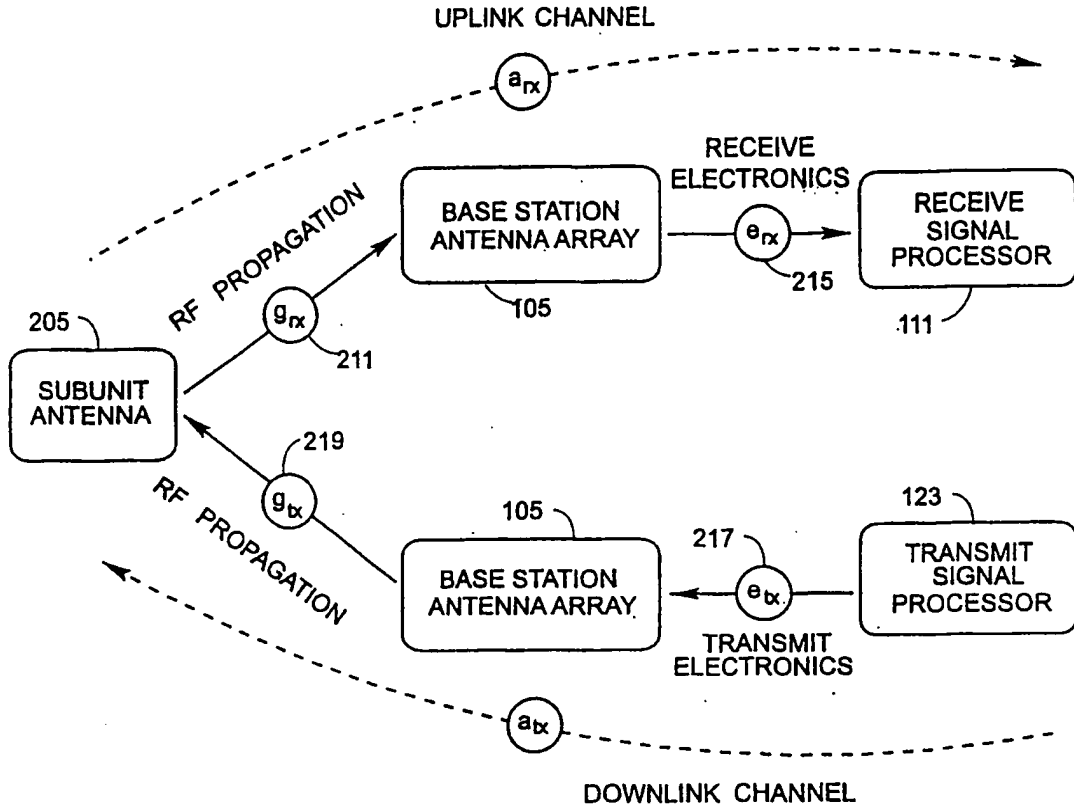 UPLINK CHANNEL
a_rx
RF PROPAGATION
BASE STATION
ANTENNA ARRAY
105
RECEIVE
ELECTRONICS
e_rx
215
RECEIVE
SIGNAL
PROCESSOR
111
g_rx
211
205
SUBUNIT
ANTENNA
219
g_tx
RF PROPAGATION
105
BASE STATION
ANTENNA ARRAY
217
e_tx
TRANSMIT
ELECTRONICS
123
TRANSMIT
SIGNAL
PROCESSOR
a_tx
DOWNLINK CHANNEL